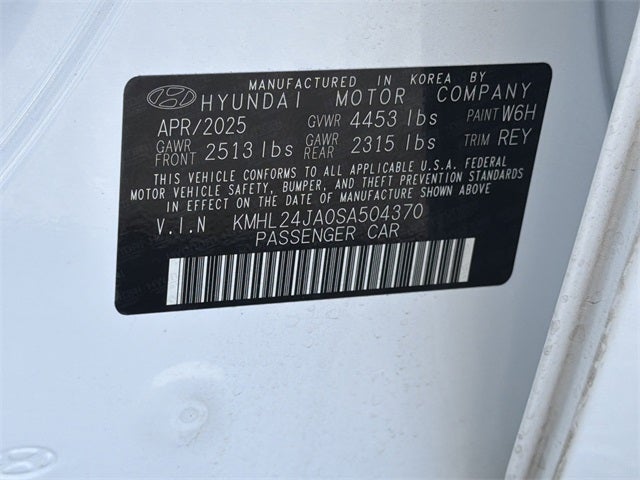 MANUFACTURED IN KOREA BY
HYUNDAI MOTOR COMPANY
APR/2025 GVWR 4453 lbs PAINT W6H
GAWR FRONT 2513 lbs GAWR REAR 2315 lbs TRIM REY
THIS VEHICLE CONFORMS TO ALL APPLICABLE U.S.A. FEDERAL
MOTOR VEHICLE SAFETY, BUMPER, AND THEFT PREVENTION STANDARDS
IN EFFECT ON THE DATE OF MANUFACTURE SHOWN ABOVE.
V.I.N KMHL24JA0SA504370
PASSENGER CAR